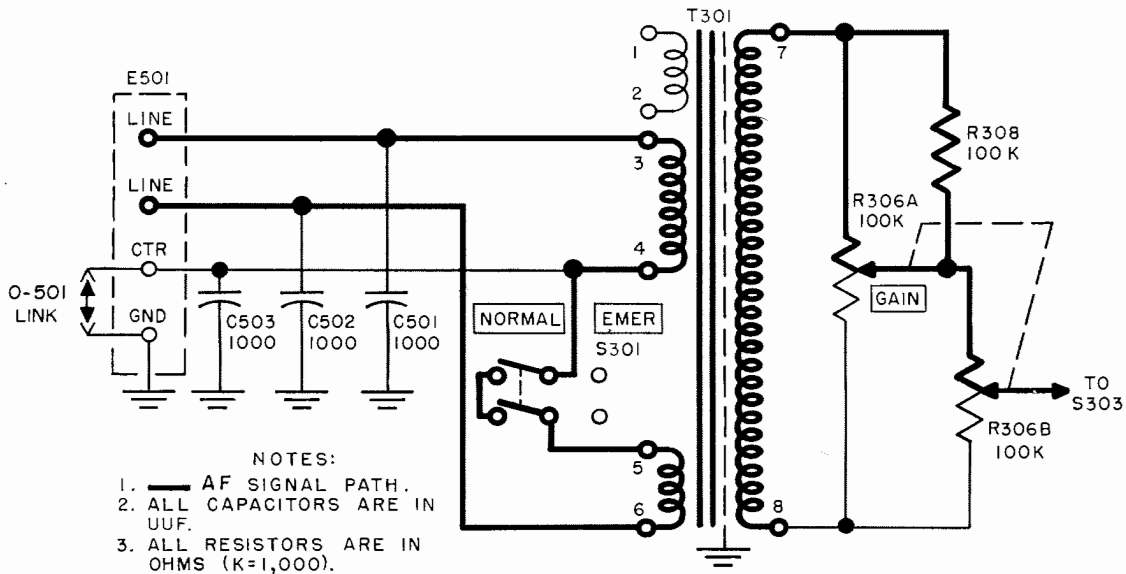 T301
E501
LINE
LINE
CTR
GND
O-501
LINK
C503
1000
C502
1000
C501
1000
NORMAL
EMER
S301
1
2
3
4
5
6
7
8
R308
100 K
R306A
100K
GAIN
R306B
100K
TO
S303
NOTES:
1. AF SIGNAL PATH.
2. ALL CAPACITORS ARE IN
UUF.
3. ALL RESISTORS ARE IN
OHMS (K=1,000).